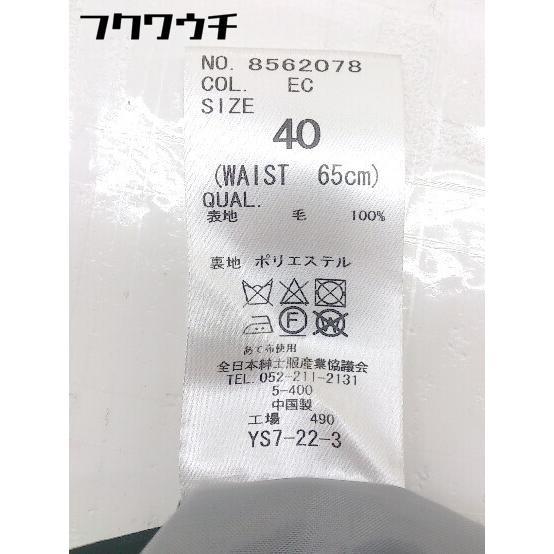 フクワウチ
NO. 8562078
COL. EC
SIZE
40
(WAIST 65cm)
QUAL.
表地 毛 100%
裏地 ポリエステル
F W
あて布使用
全日本紳士服産業協議会
TEL. 052-211-2131
5-400
中国製
工場 490
YS7-22-3